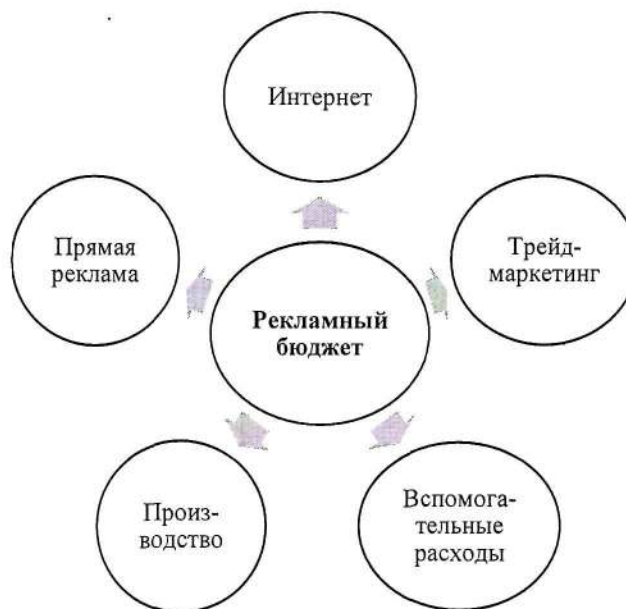 Интернет
Прямая
реклама
Трейд-
маркетинг
Рекламный
бюджет
Произ-
водство
Вспомога-
тельные
расходы